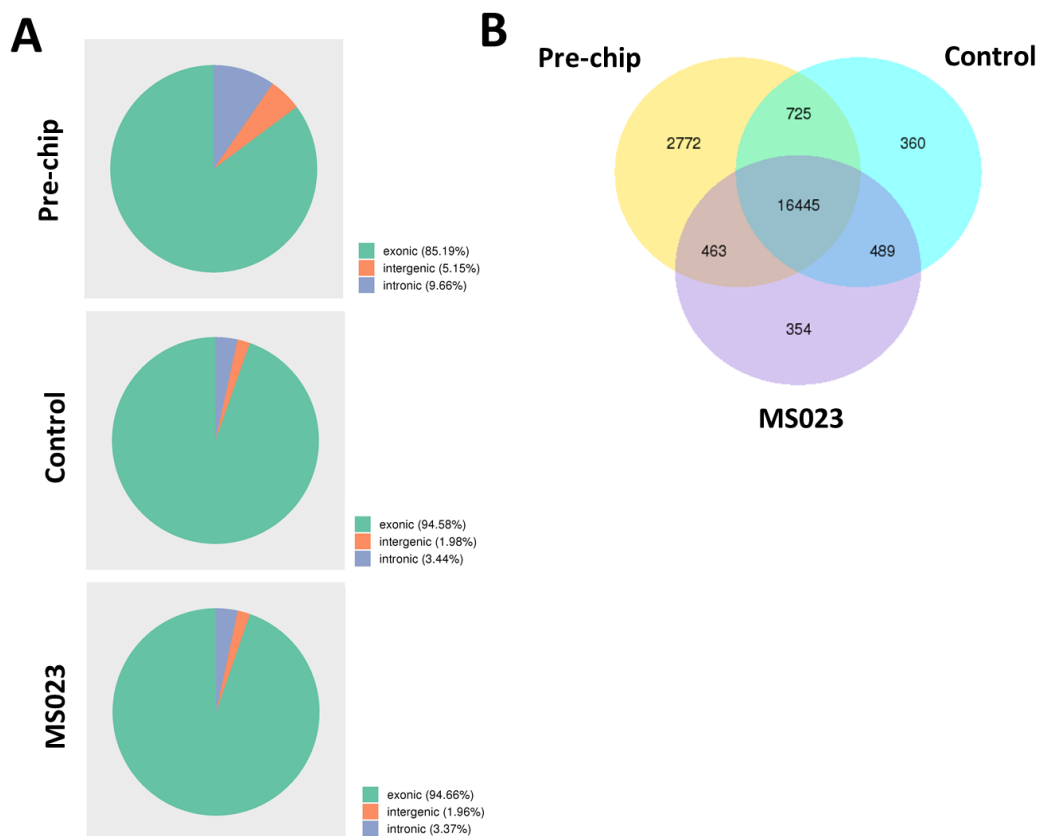 A
Pre-chip
exonic (85.19%)
intergenic (5.15%)
intronic (9.66%)
Control
exonic (94.58%)
intergenic (1.98%)
intronic (3.44%)
MS023
exonic (94.66%)
intergenic (1.96%)
intronic (3.37%)
B
Pre-chip
Control
725
2772
360
16445
463
489
354
MS023